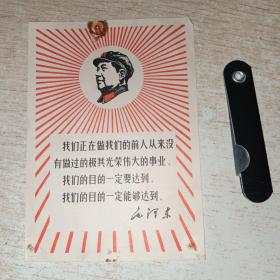 我们正在做我们的前人从来没
有做过的极其光荣伟大的事业。
我们的目的一定要达到。
我们的目的一定能够达到。
毛泽东